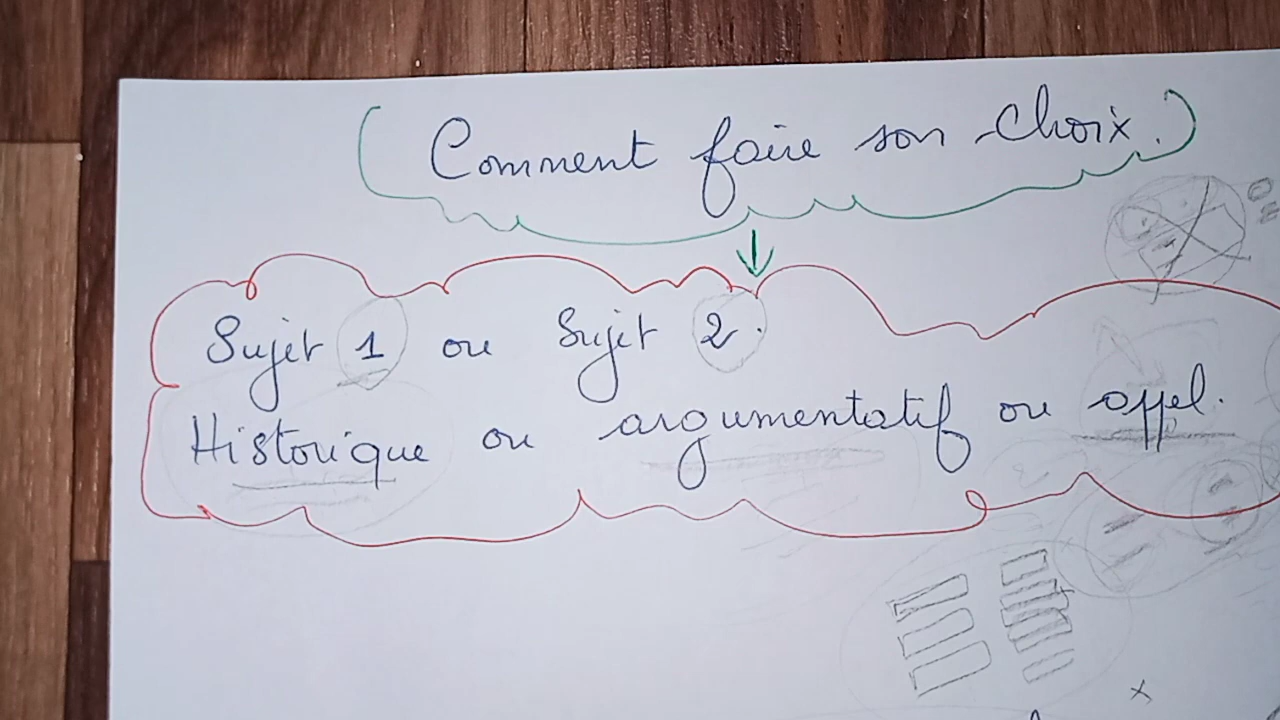 Comment faire son choix.
Sujet 1 ou Sujet 2.
Historique ou argumentatif ou appel.